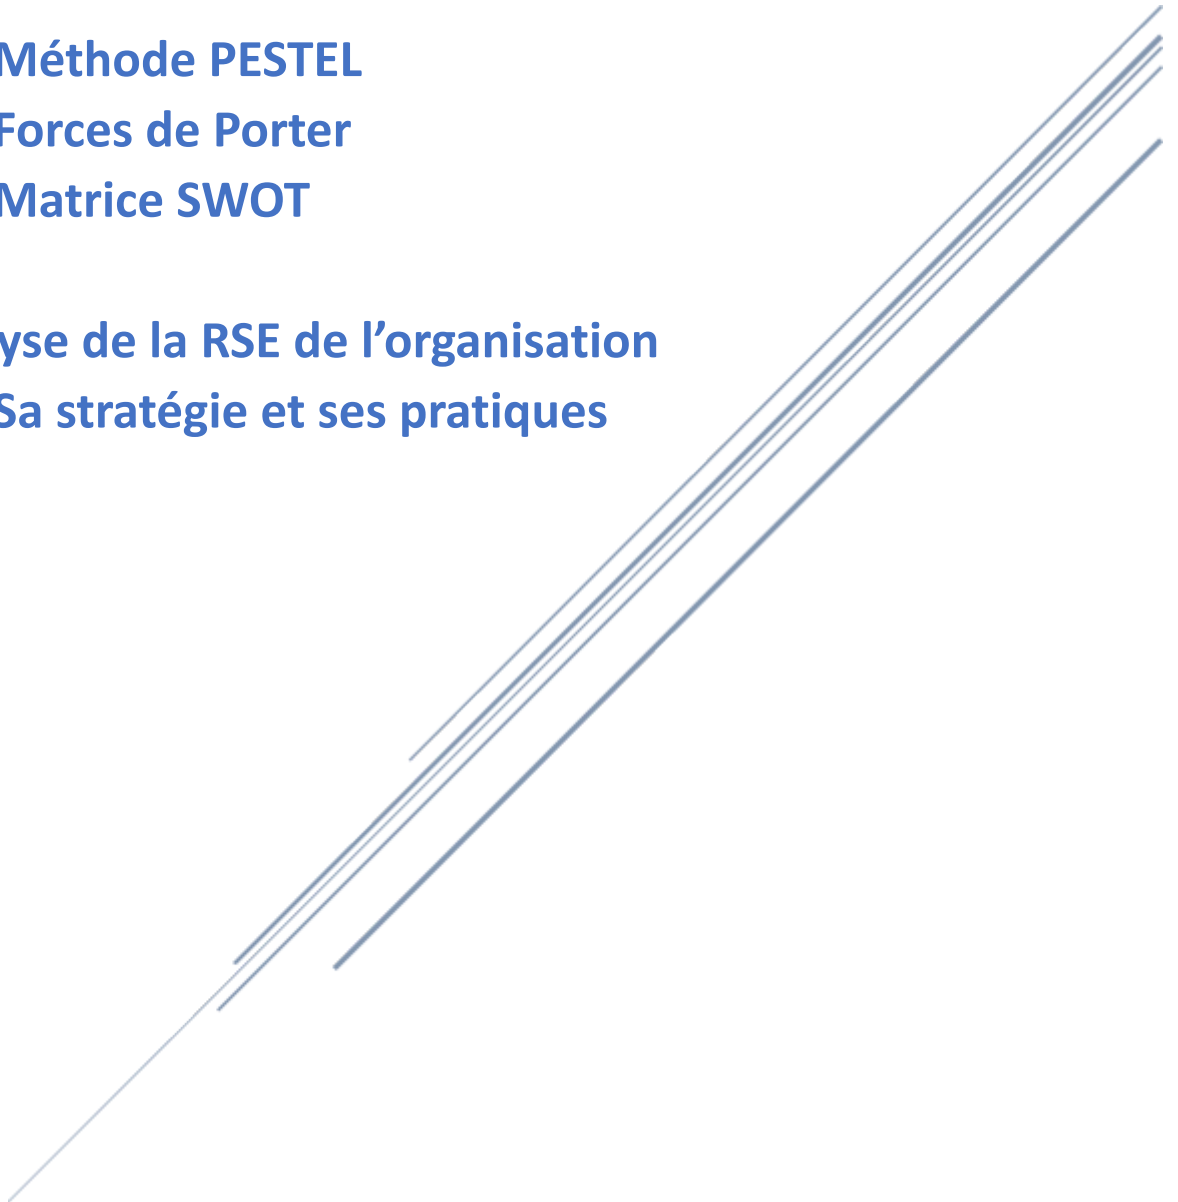 Méthode PESTEL
Forces de Porter
Matrice SWOT
yse de la RSE de l’organisation
Sa stratégie et ses pratiques